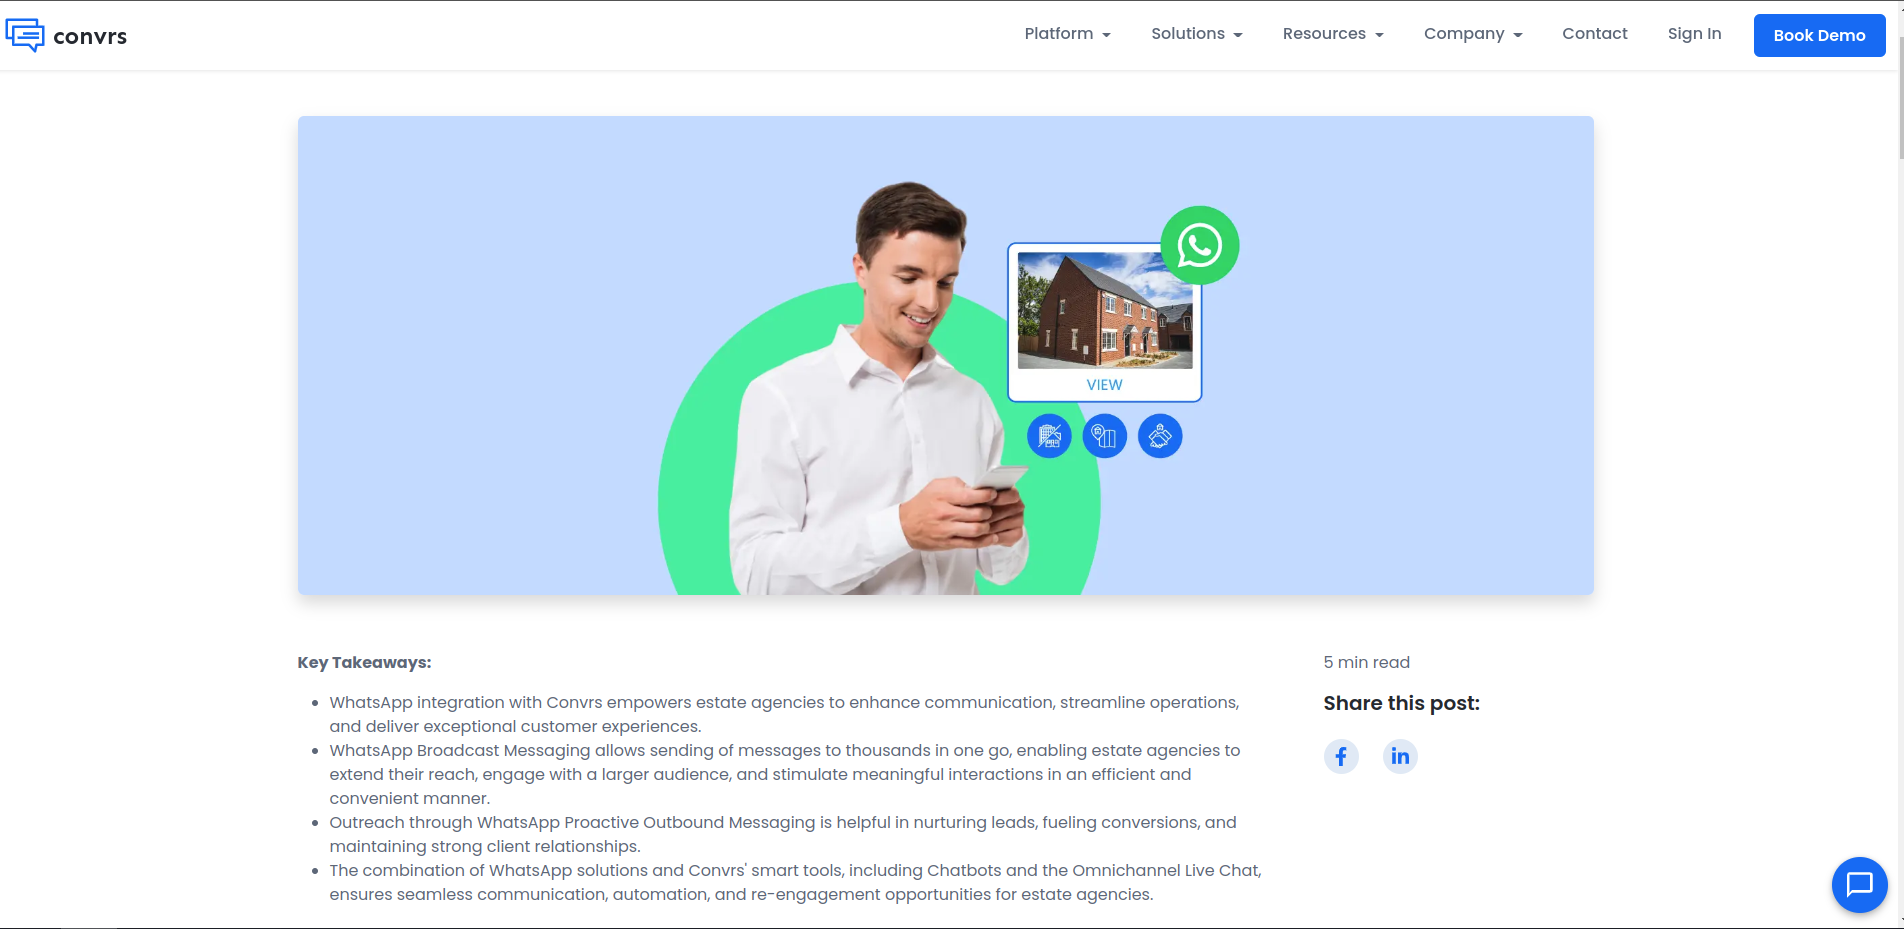 convrs
Platform
Solutions
Resources
Company
Contact
Sign In
Book Demo
VIEW
Key Takeaways:
• WhatsApp integration with Convrs empowers estate agencies to enhance communication, streamline operations,
and deliver exceptional customer experiences.
• WhatsApp Broadcast Messaging allows sending of messages to thousands in one go, enabling estate agencies to
extend their reach, engage with a larger audience, and stimulate meaningful interactions in an efficient and
convenient manner.
• Outreach through WhatsApp Proactive Outbound Messaging is helpful in nurturing leads, fueling conversions, and
maintaining strong client relationships.
• The combination of WhatsApp solutions and Convrs' smart tools, including Chatbots and the Omnichannel Live Chat,
ensures seamless communication, automation, and re-engagement opportunities for estate agencies.
5 min read
Share this post:
f
in